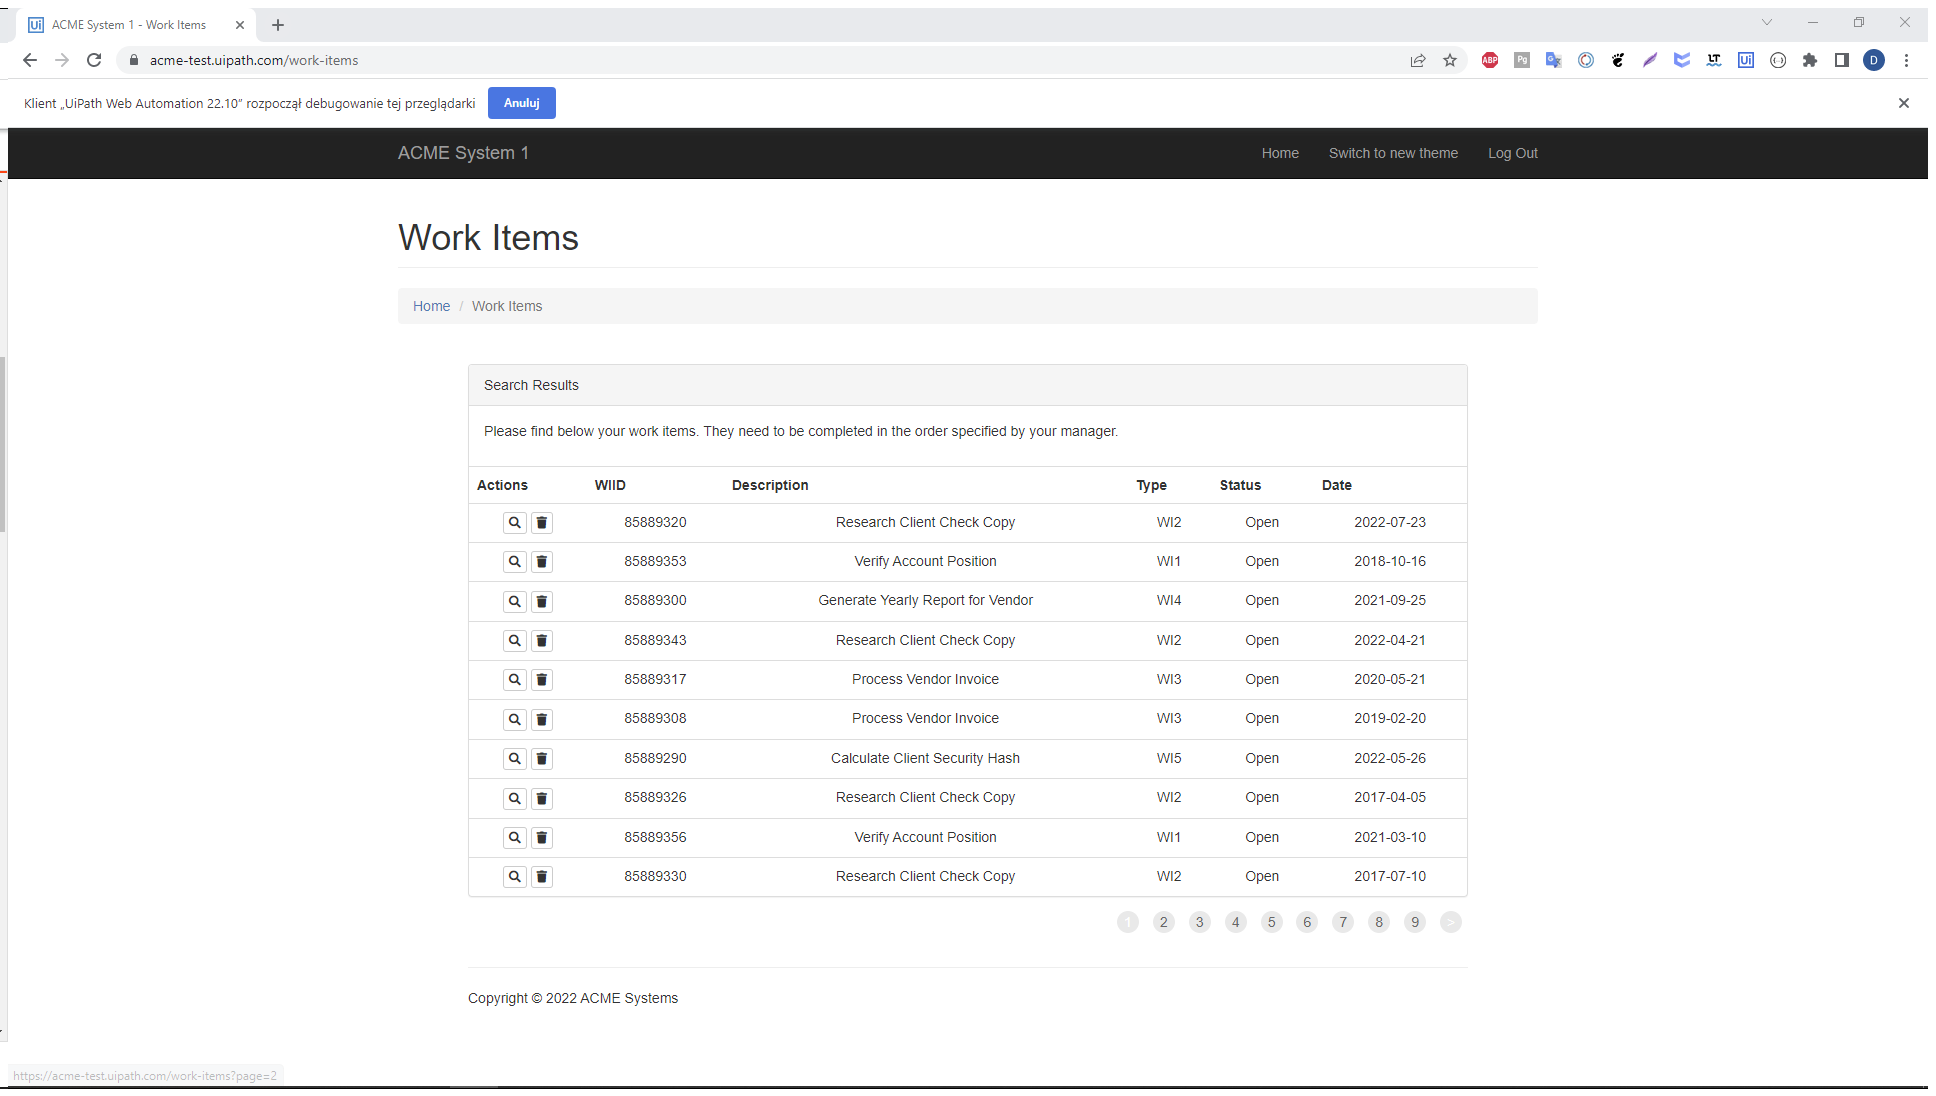 ACME System 1 - Work Items
acme-test.uipath.com/work-items
Klient „UiPath Web Automation 22.10” rozpoczął debugowanie tej przeglądarki Anuluj
ACME System 1 Home Switch to new theme Log Out
Work Items
Home / Work Items
Search Results
Please find below your work items. They need to be completed in the order specified by your manager.
Actions WIID Description Type Status Date
85889320 Research Client Check Copy WI2 Open 2022-07-23
85889353 Verify Account Position WI1 Open 2018-10-16
85889300 Generate Yearly Report for Vendor WI4 Open 2021-09-25
85889343 Research Client Check Copy WI2 Open 2022-04-21
85889317 Process Vendor Invoice WI3 Open 2020-05-21
85889308 Process Vendor Invoice WI3 Open 2019-02-20
85889290 Calculate Client Security Hash WI5 Open 2022-05-26
85889326 Research Client Check Copy WI2 Open 2017-04-05
85889356 Verify Account Position WI1 Open 2021-03-10
85889330 Research Client Check Copy WI2 Open 2017-07-10
1 2 3 4 5 6 7 8 9 >
Copyright © 2022 ACME Systems
https://acme-test.uipath.com/work-items?page=2